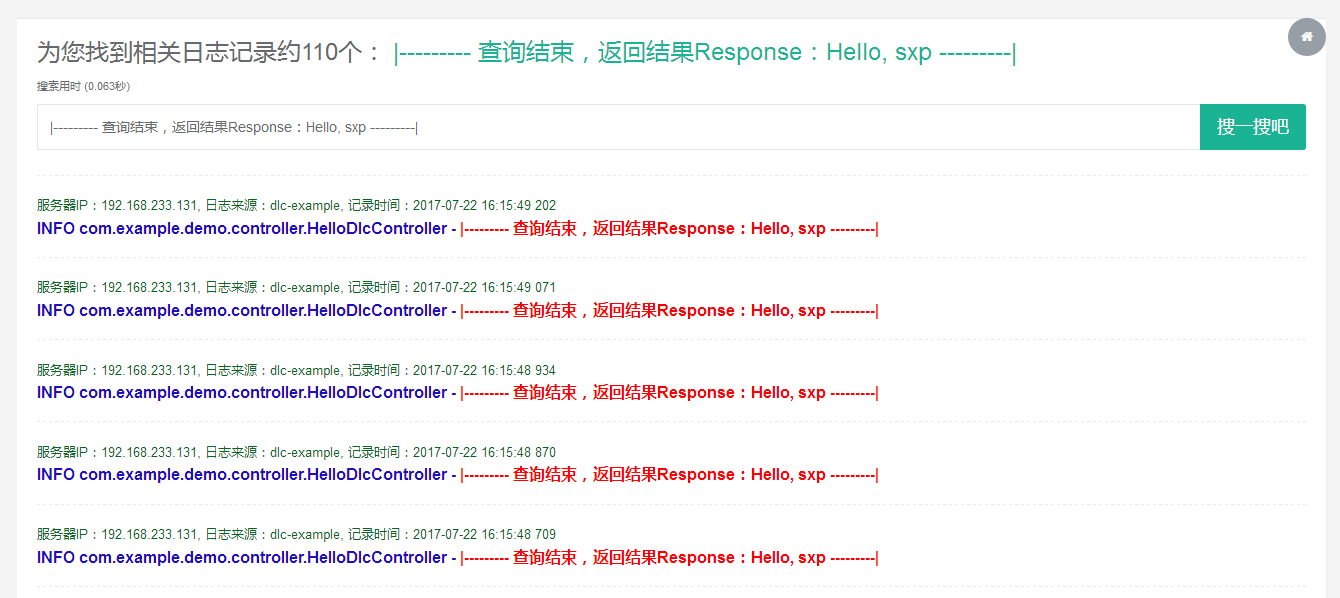 为您找到相关日志记录约110个： |--------- 查询结束，返回结果Response：Hello, sxp ---------|
搜索用时 (0.063秒)
|--------- 查询结束，返回结果Response：Hello, sxp ---------|
搜一搜吧
服务器IP：192.168.233.131, 日志来源：dlc-example, 记录时间：2017-07-22 16:15:49 202
INFO com.example.demo.controller.HelloDlcController - |--------- 查询结束，返回结果Response：Hello, sxp ---------|
服务器IP：192.168.233.131, 日志来源：dlc-example, 记录时间：2017-07-22 16:15:49 071
INFO com.example.demo.controller.HelloDlcController - |--------- 查询结束，返回结果Response：Hello, sxp ---------|
服务器IP：192.168.233.131, 日志来源：dlc-example, 记录时间：2017-07-22 16:15:48 934
INFO com.example.demo.controller.HelloDlcController - |--------- 查询结束，返回结果Response：Hello, sxp ---------|
服务器IP：192.168.233.131, 日志来源：dlc-example, 记录时间：2017-07-22 16:15:48 870
INFO com.example.demo.controller.HelloDlcController - |--------- 查询结束，返回结果Response：Hello, sxp ---------|
服务器IP：192.168.233.131, 日志来源：dlc-example, 记录时间：2017-07-22 16:15:48 709
INFO com.example.demo.controller.HelloDlcController - |--------- 查询结束，返回结果Response：Hello, sxp ---------|